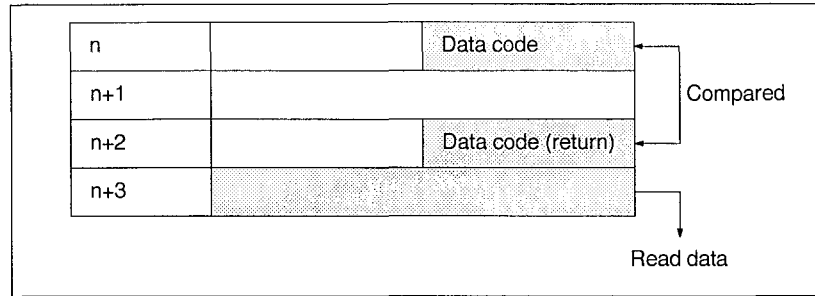 n
Data code
n+1
Compared
n+2
Data code (return)
n+3
Read data